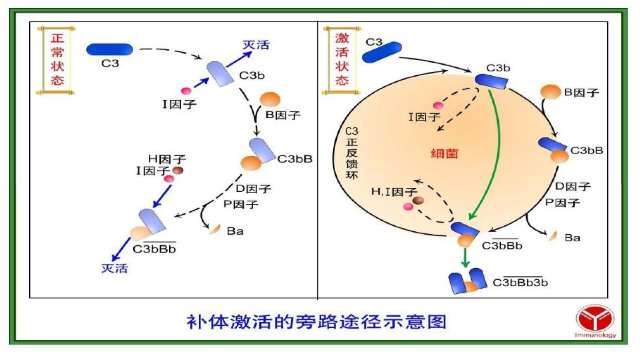 正常状态
C3
灭活
C3b
I因子
B因子
C3bB
H因子
I因子
D因子
P因子
Ba
C3bBb
灭活
激活状态
C3
C3b
I因子
B因子
C3正反馈环
细菌
C3bB
D因子
P因子
H,I因子
Ba
C3bBb
C3bBb3b
补体激活的旁路途径示意图
Immunology